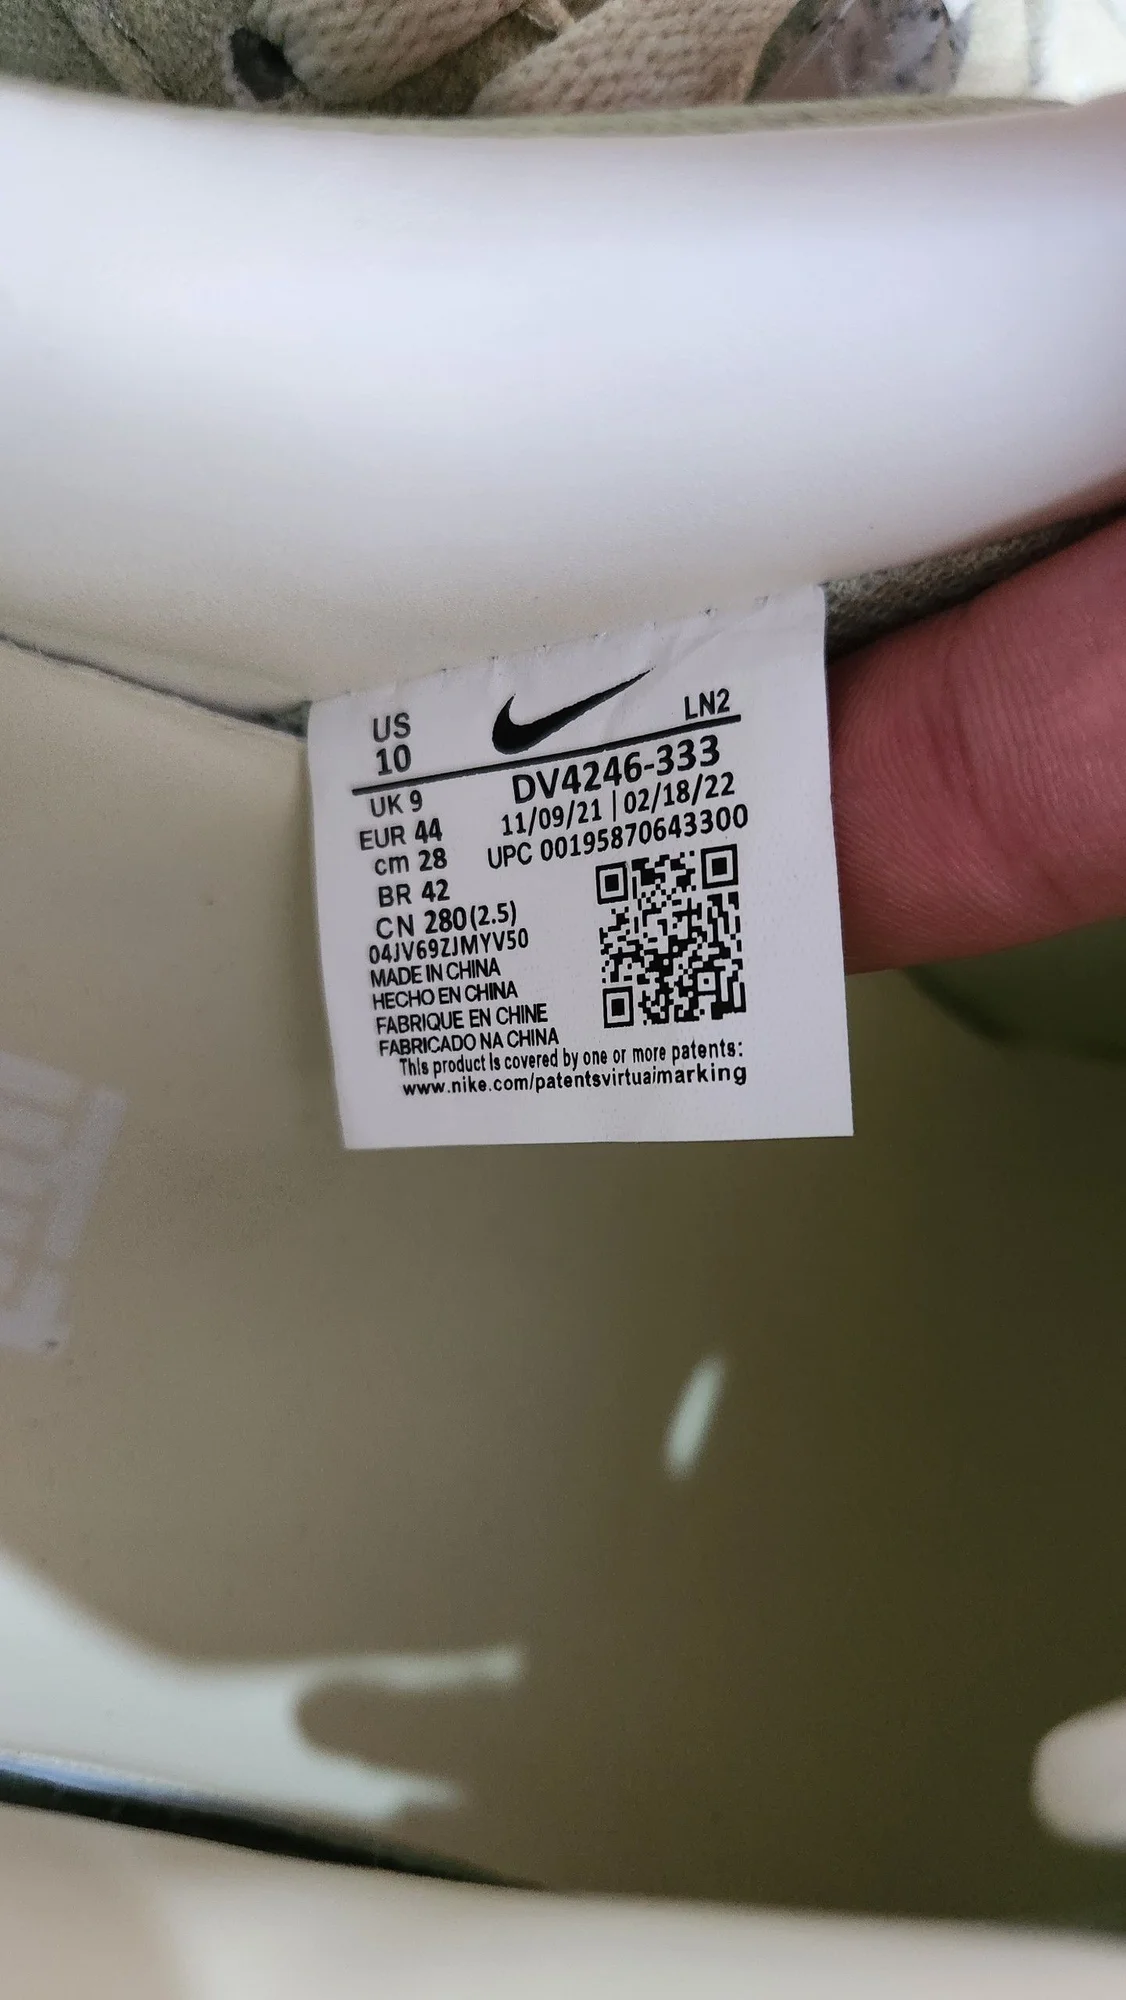 US
10
LN2
UK 9
EUR 44
cm 28
BR 42
CN 280(2.5)
04JV69ZJMYV50
DV4246-333
11/09/21 | 02/18/22
UPC 00195870643300
MADE IN CHINA
HECHO EN CHINA
FABRIQUE EN CHINE
FABRICADO NA CHINA
This product is covered by one or more patents:
www.nike.com/patentsvirtualmarking